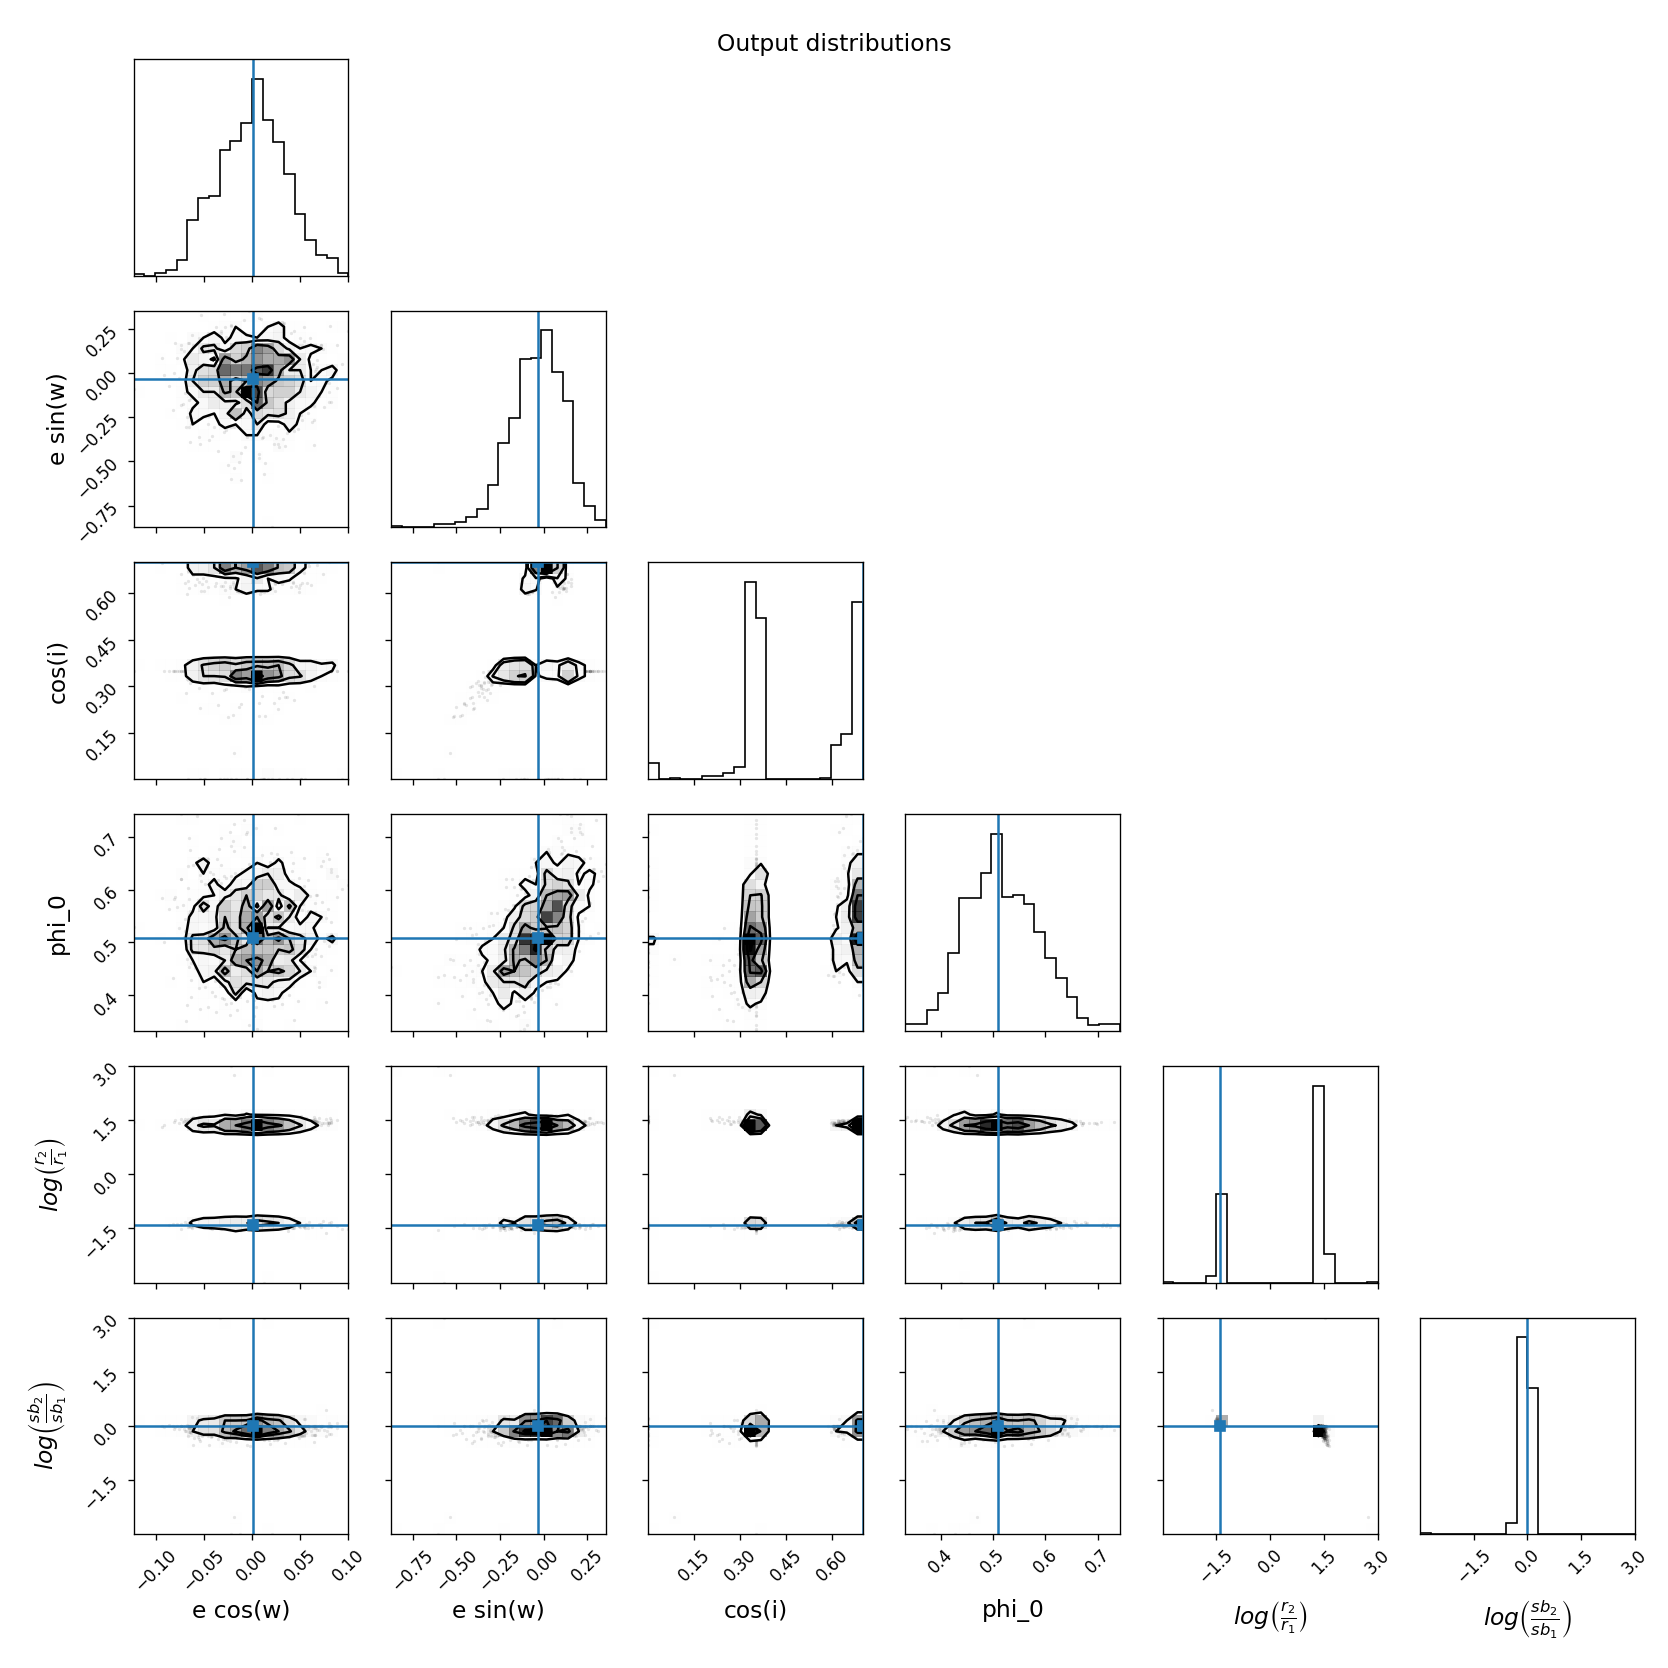 Output distributions
0.25
0.00
−0.25
−0.50
−0.75
e sin(w)
0.60
0.45
0.30
0.15
cos(i)
0.7
0.6
0.5
0.4
phi_0
3.0
1.5
0.0
−1.5
log(r2/r1)
3.0
1.5
0.0
−1.5
log(sb2/sb1)
−0.10 −0.05 0.00 0.05 0.10 −0.75 −0.50 −0.25 0.00 0.25 0.15 0.30 0.45 0.60 0.4 0.5 0.6 0.7 −1.5 0.0 1.5 3.0 −1.5 0.0 1.5 3.0
e cos(w) e sin(w) cos(i) phi_0 log(r2/r1) log(sb2/sb1)